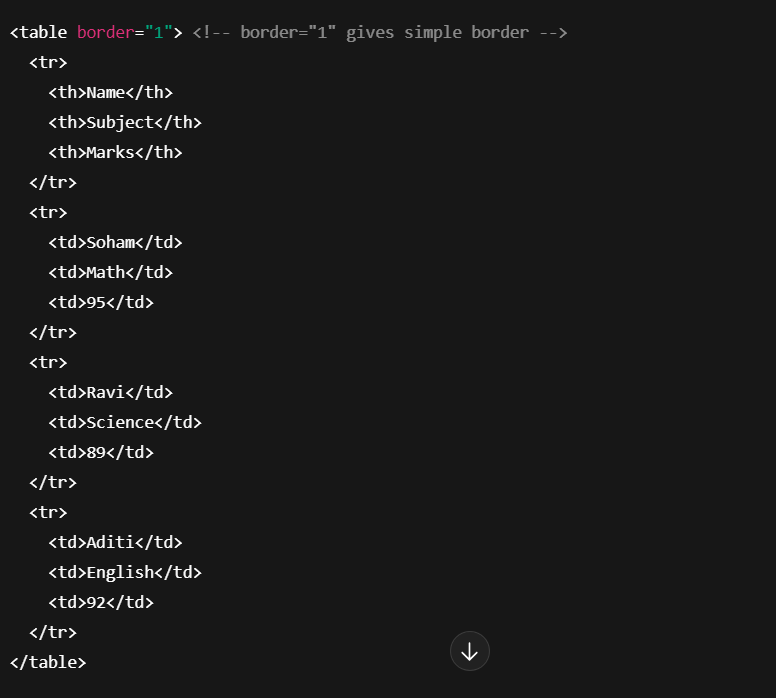 <table border="1"> <!-- border="1" gives simple border -->
  <tr>
    <th>Name</th>
    <th>Subject</th>
    <th>Marks</th>
  </tr>
  <tr>
    <td>Soham</td>
    <td>Math</td>
    <td>95</td>
  </tr>
  <tr>
    <td>Ravi</td>
    <td>Science</td>
    <td>89</td>
  </tr>
  <tr>
    <td>Aditi</td>
    <td>English</td>
    <td>92</td>
  </tr>
</table>